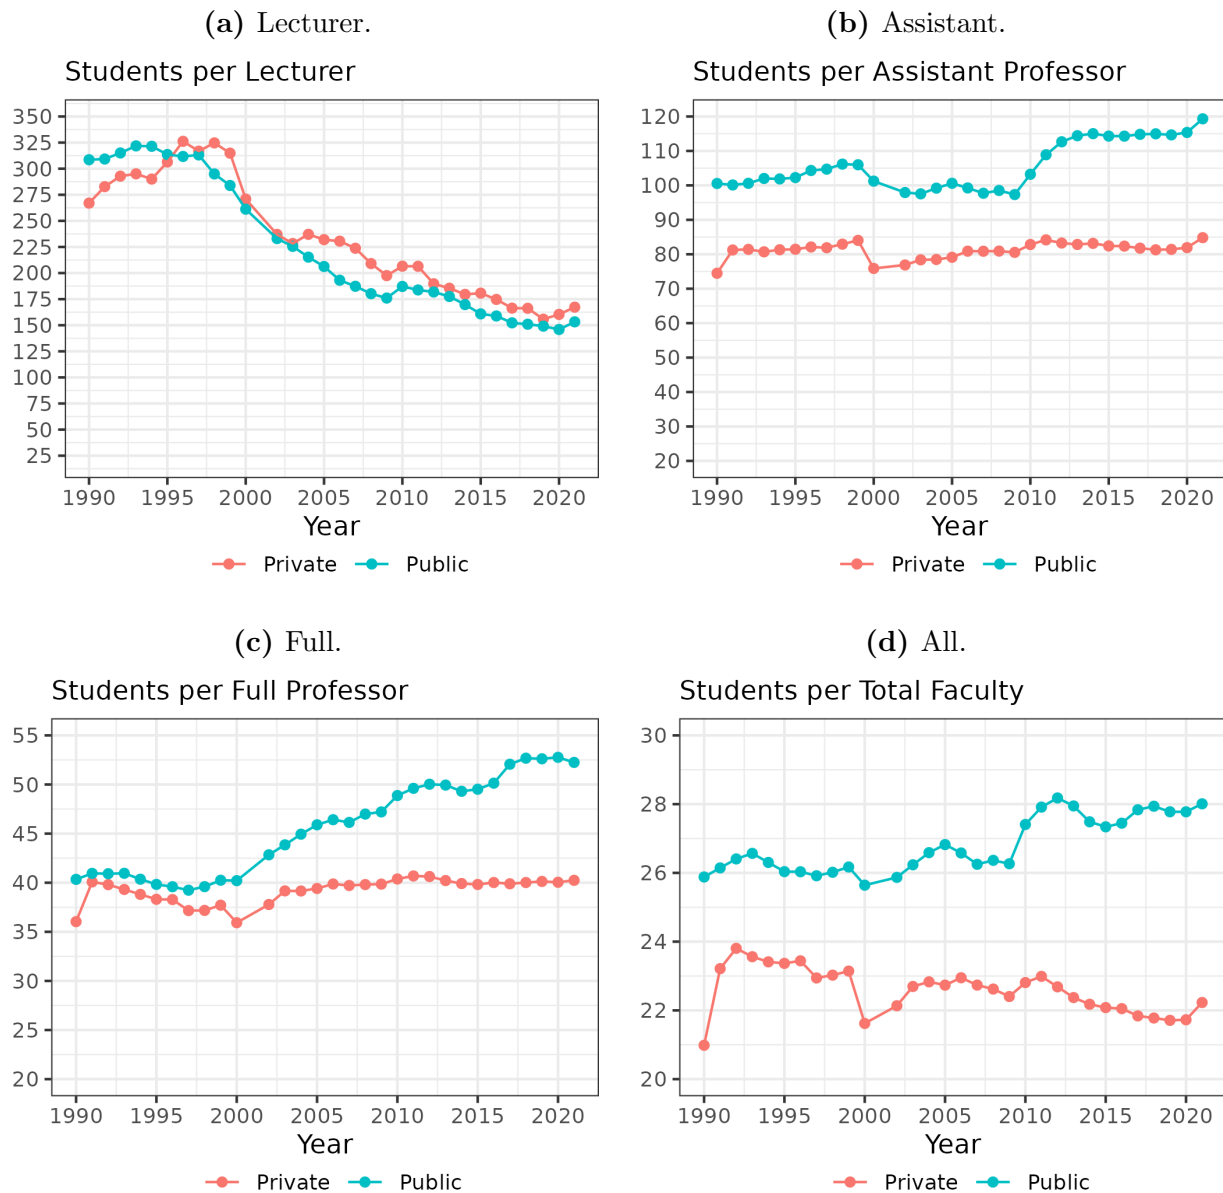 (a) Lecturer.
Students per Lecturer
350
325
300
275
250
225
200
175
150
125
100
75
50
25
1990 1995 2000 2005 2010 2015 2020
Year
Private Public
(b) Assistant.
Students per Assistant Professor
120
110
100
90
80
70
60
50
40
30
20
1990 1995 2000 2005 2010 2015 2020
Year
Private Public
(c) Full.
Students per Full Professor
55
50
45
40
35
30
25
20
1990 1995 2000 2005 2010 2015 2020
Year
Private Public
(d) All.
Students per Total Faculty
30
28
26
24
22
20
1990 1995 2000 2005 2010 2015 2020
Year
Private Public